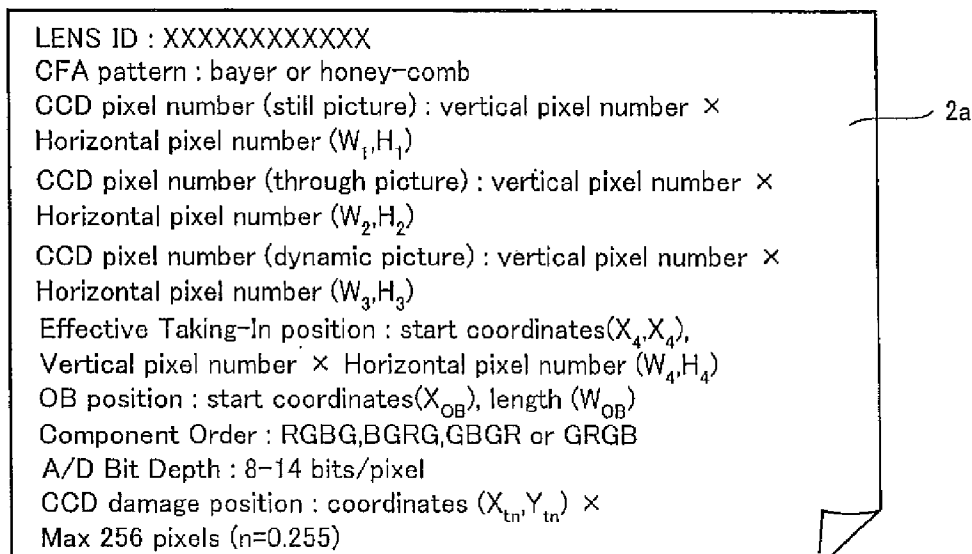 LENS ID : XXXXXXXXXXXX
CFA pattern : bayer or honey-comb
CCD pixel number (still picture) : vertical pixel number ×
Horizontal pixel number (W₁,H₁)
CCD pixel number (through picture) : vertical pixel number ×
Horizontal pixel number (W₂,H₂)
CCD pixel number (dynamic picture) : vertical pixel number ×
Horizontal pixel number (W₃,H₃)
Effective Taking-In position : start coordinates(X₄,X₄),
Vertical pixel number × Horizontal pixel number (W₄,H₄)
OB position : start coordinates(X_OB), length (W_OB)
Component Order : RGBG,BGRG,GBGR or GRGB
A/D Bit Depth : 8-14 bits/pixel
CCD damage position : coordinates (X_tn,Y_tn) ×
Max 256 pixels (n=0.255)
2a